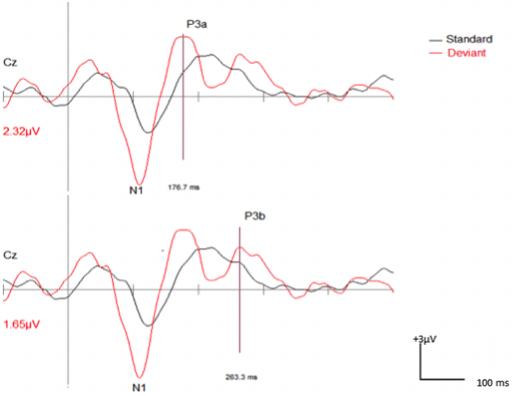 P3a
Standard
Deviant
Cz
2.32µV
N1
176.7 ms
P3b
Cz
1.65µV
263.3 ms
N1
+3µV
100 ms